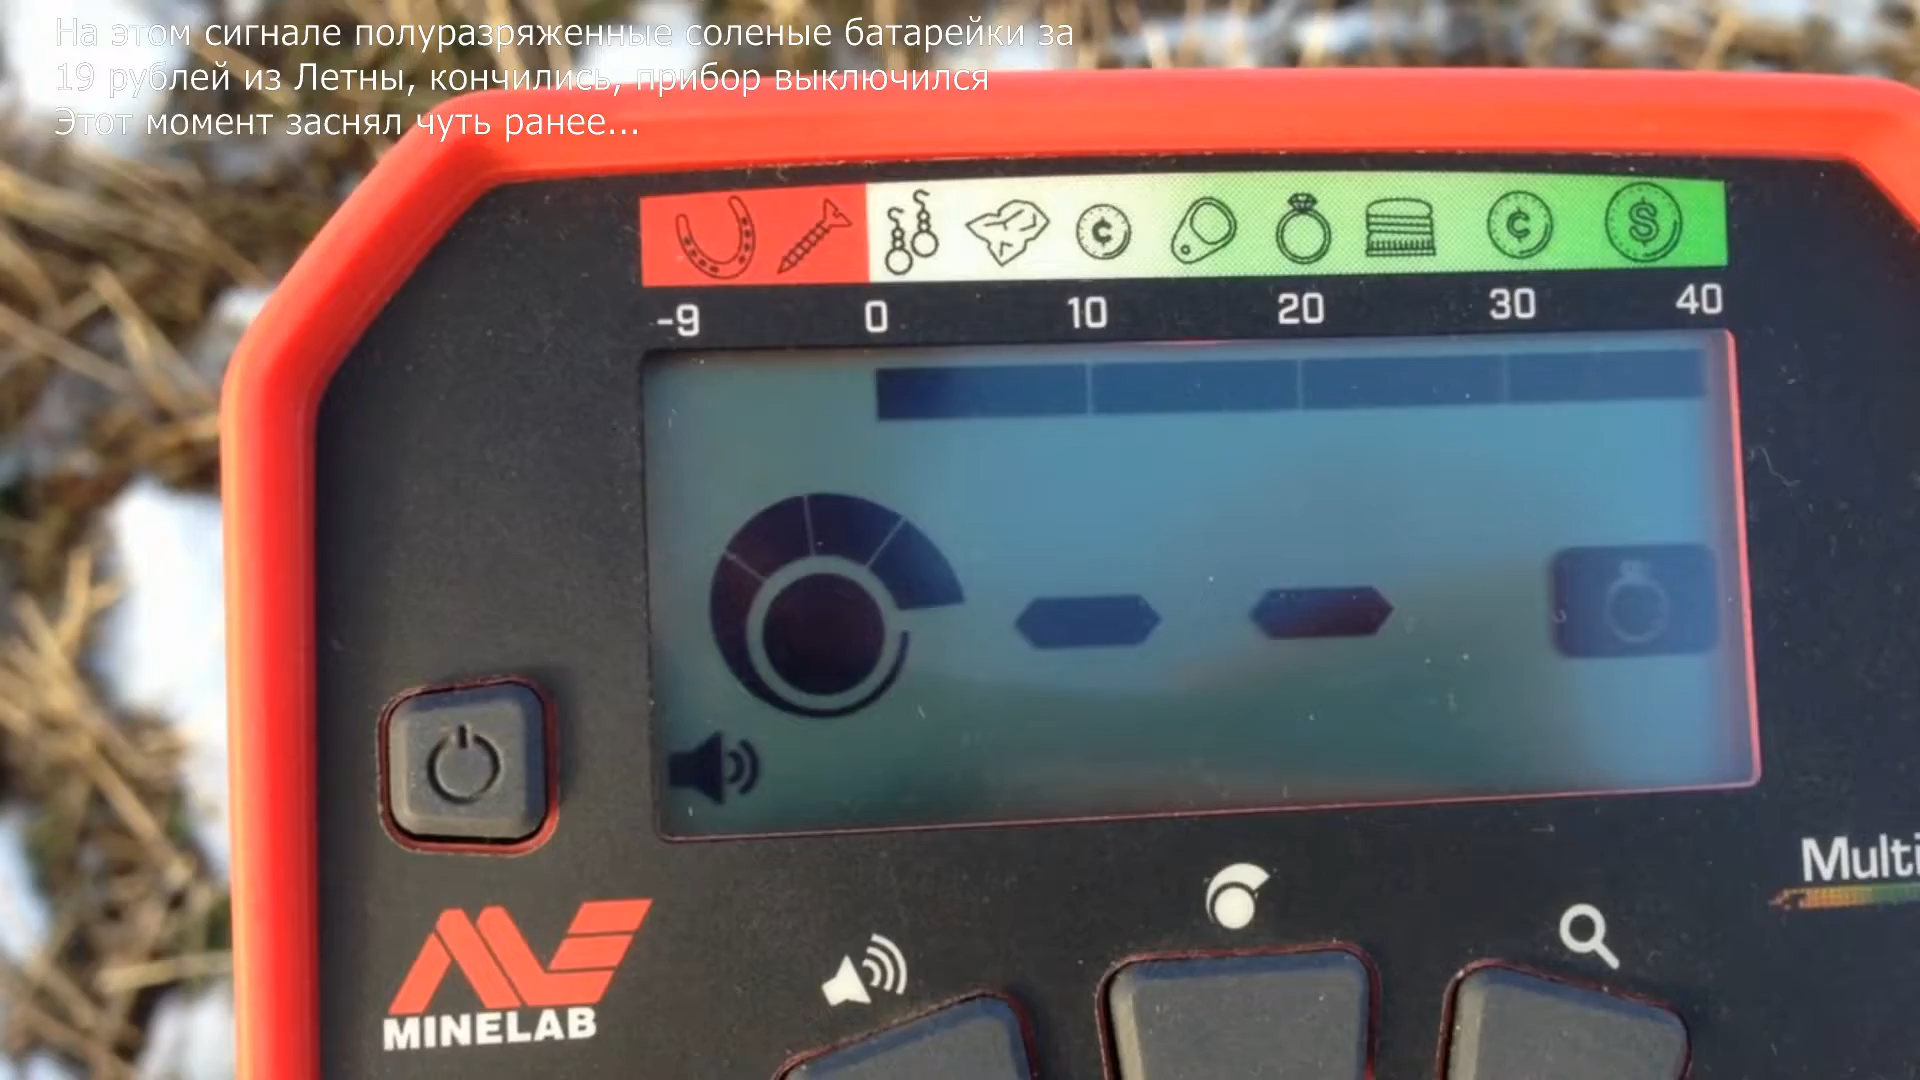 На этом сигнале полуразряженные соленые батарейки за
19 рублей из Летны, кончились, прибор выключился
Этот момент заснял чуть ранее...
-9 0 10 20 30 40
Multi
MINELAB